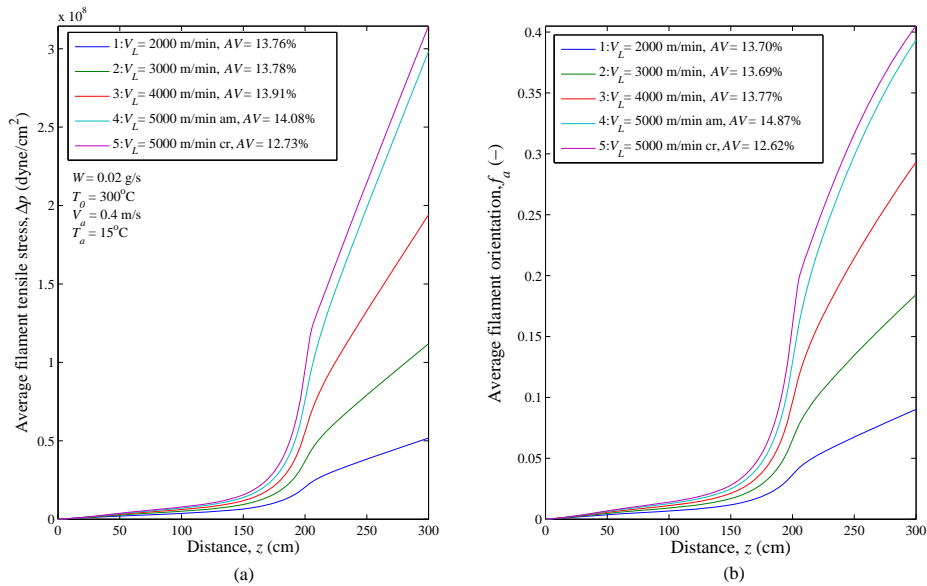 x 10^8
3
2.5
2
1.5
1
0.5
0
0 50 100 150 200 250 300
Average filament tensile stress, Δp (dyne/cm²)
Distance, z (cm)
1:V_L = 2000 m/min, AV = 13.76%
2:V_L = 3000 m/min, AV = 13.78%
3:V_L = 4000 m/min, AV = 13.91%
4:V_L = 5000 m/min am, AV = 14.08%
5:V_L = 5000 m/min cr, AV = 12.73%
W = 0.02 g/s
T_0 = 300°C
V_a = 0.4 m/s
T_a = 15°C
(a)
0.4
0.35
0.3
0.25
0.2
0.15
0.1
0.05
0
0 50 100 150 200 250 300
Average filament orientation, f_a (−)
Distance, z (cm)
1:V_L = 2000 m/min, AV = 13.70%
2:V_L = 3000 m/min, AV = 13.69%
3:V_L = 4000 m/min, AV = 13.77%
4:V_L = 5000 m/min am, AV = 14.87%
5:V_L = 5000 m/min cr, AV = 12.62%
(b)